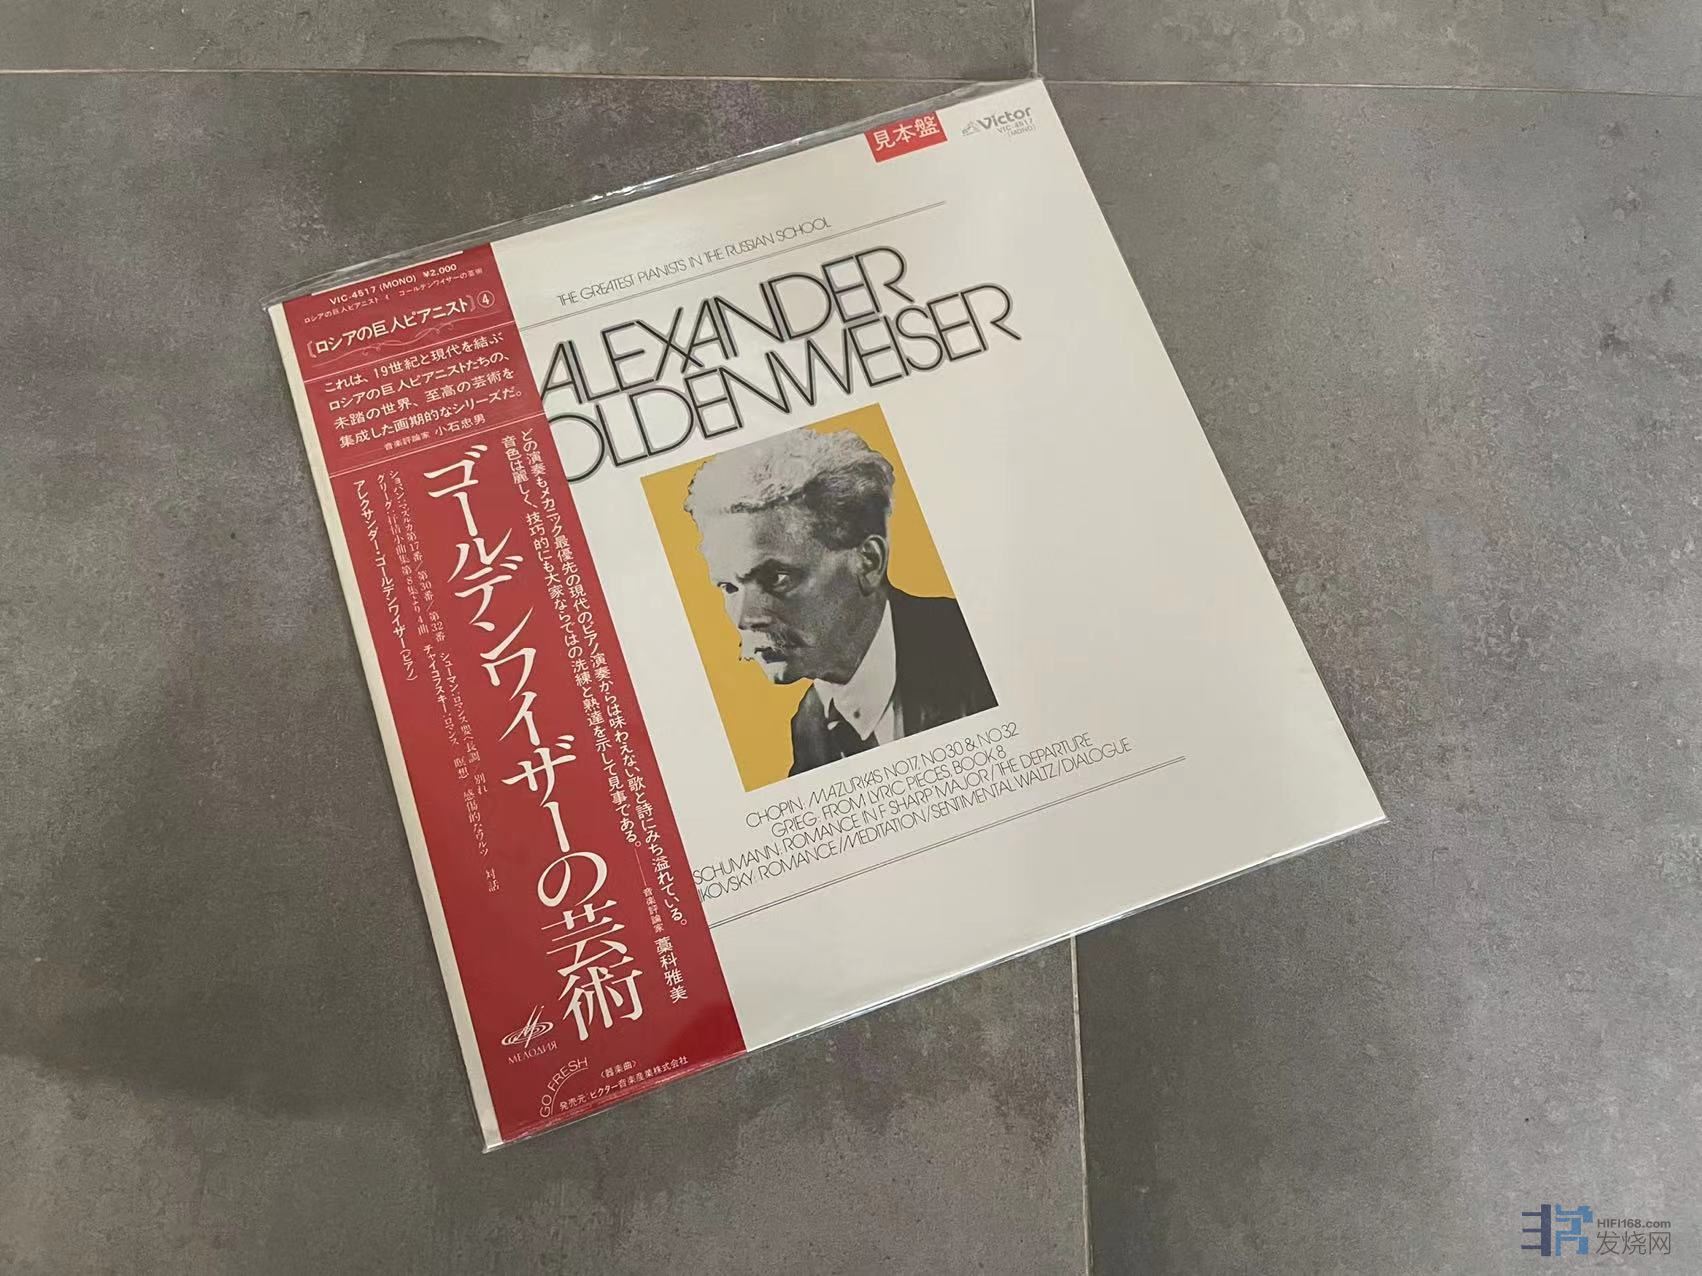 見本盤
Victor
VIC-4517
(MONO)
THE GREATEST PIANISTS IN THE RUSSIAN SCHOOL
ALEXANDER
OLDENWEISER
CHOPIN: MAZURKAS NO.17, NO.30 & NO.32
GRIEG: FROM LYRIC PIECES, BOOK 8
SCHUMANN: ROMANCE IN F SHARP MAJOR/THE DEPARTURE
IKOVSKY: ROMANCE/MEDITATION/SENTIMENTAL WALTZ/DIALOGUE
VIC-4517 (MONO) ¥2,000
ロシアの巨人ピアニスト 4 ゴールデンワイザーの芸術
〔ロシアの巨人ピアニスト〕④
これは、19世紀と現代を結ぶ
ロシアの巨人ピアニストたちの、
未踏の世界、至高の芸術を
集成した画期的なシリーズだ。
音楽評論家 小石忠男
どの演奏もメカニック最優先の現代のピアノ演奏からは味わえない歌と詩にみち溢れている。
音色は麗しく、技巧的にも大家ならではの洗練と熟達を示して見事である。——音楽評論家 藁科雅美
ゴールデンワイザーの芸術
ショパン:マズルカ第17番/第30番/第32番 シューマン:ロマンス嬰ヘ長調/別れ
グリーグ:抒情小曲集第8集より4曲 チャイコフスキー:ロマンス 瞑想 感傷的なワルツ 対話
アレクサンダー・ゴールデンワイザー(ピアノ)
МЕЛОДИЯ
GO FRESH
〈器楽曲〉
発売元:ビクター音楽産業株式会社
HIFI168.com
发烧网